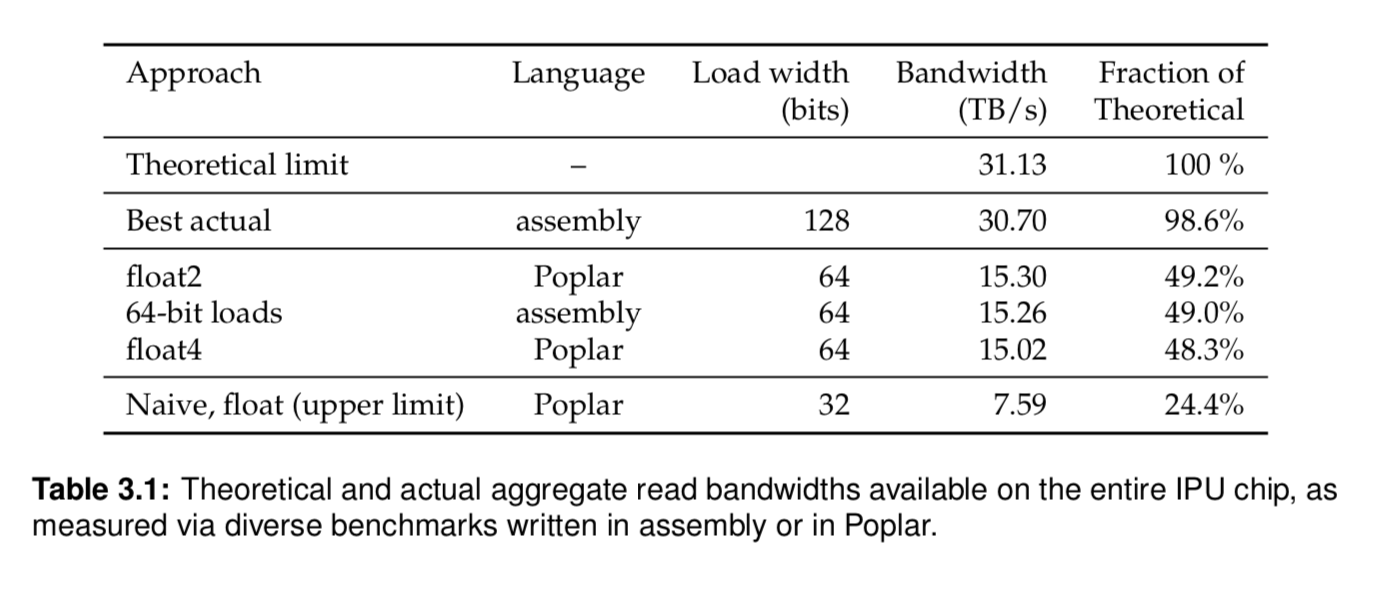 Approach Language Load width Bandwidth Fraction of
(bits) (TB/s) Theoretical
Theoretical limit – 31.13 100 %
Best actual assembly 128 30.70 98.6%
float2 Poplar 64 15.30 49.2%
64-bit loads assembly 64 15.26 49.0%
float4 Poplar 64 15.02 48.3%
Naive, float (upper limit) Poplar 32 7.59 24.4%
Table 3.1: Theoretical and actual aggregate read bandwidths available on the entire IPU chip, as
measured via diverse benchmarks written in assembly or in Poplar.